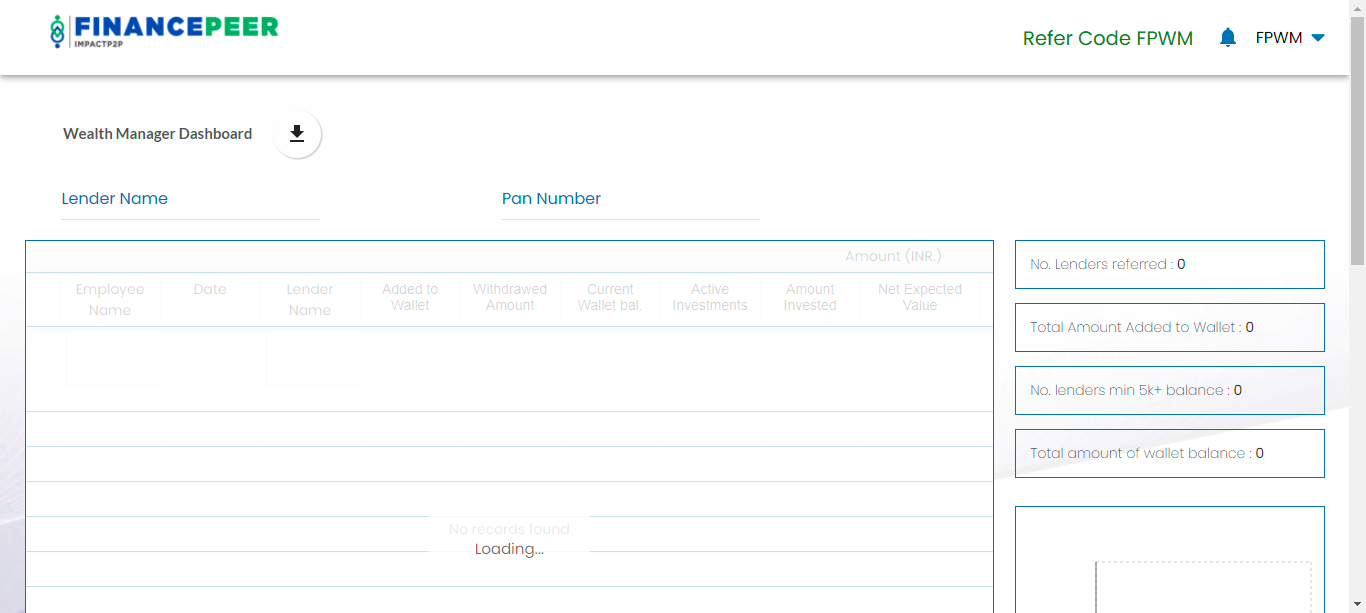 FINANCEPEER
IMPACTP2P
Refer Code FPWM
FPWM
Wealth Manager Dashboard
Lender Name
Pan Number
Amount (INR.)
Employee Name
Date
Lender Name
Added to Wallet
Withdrawed Amount
Current Wallet bal.
Active Investments
Amount Invested
Net Expected Value
No records found
Loading...
No. Lenders referred : 0
Total Amount Added to Wallet : 0
No. lenders min 5k+ balance : 0
Total amount of wallet balance : 0